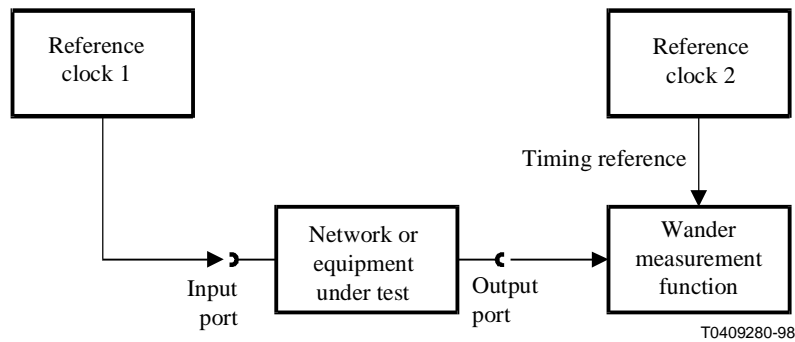 Reference
clock 1
Reference
clock 2
Timing reference
Network or
equipment
under test
Wander
measurement
function
Input
port
Output
port
T0409280-98